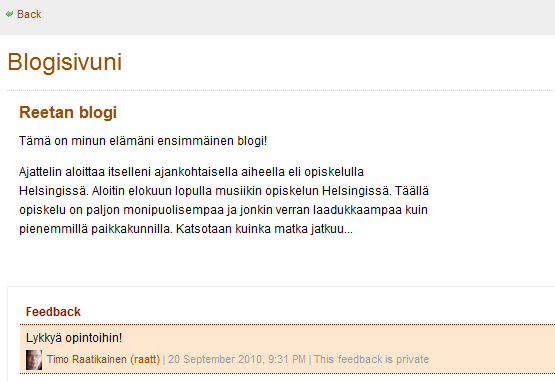 Back
Blogisivuni
Reetan blogi
Tämä on minun elämäni ensimmäinen blogi!
Ajattelin aloittaa itselleni ajankohtaisella aiheella eli opiskelulla
Helsingissä. Aloitin elokuun lopulla musiikin opiskelun Helsingissä. Täällä
opiskelu on paljon monipuolisempaa ja jonkin verran laadukkaampaa kuin
pienemmillä paikkakunnilla. Katsotaan kuinka matka jatkuu...
Feedback
Lykkyä opintoihin!
Timo Raatikainen (raatt) | 20 September 2010, 9:31 PM | This feedback is private